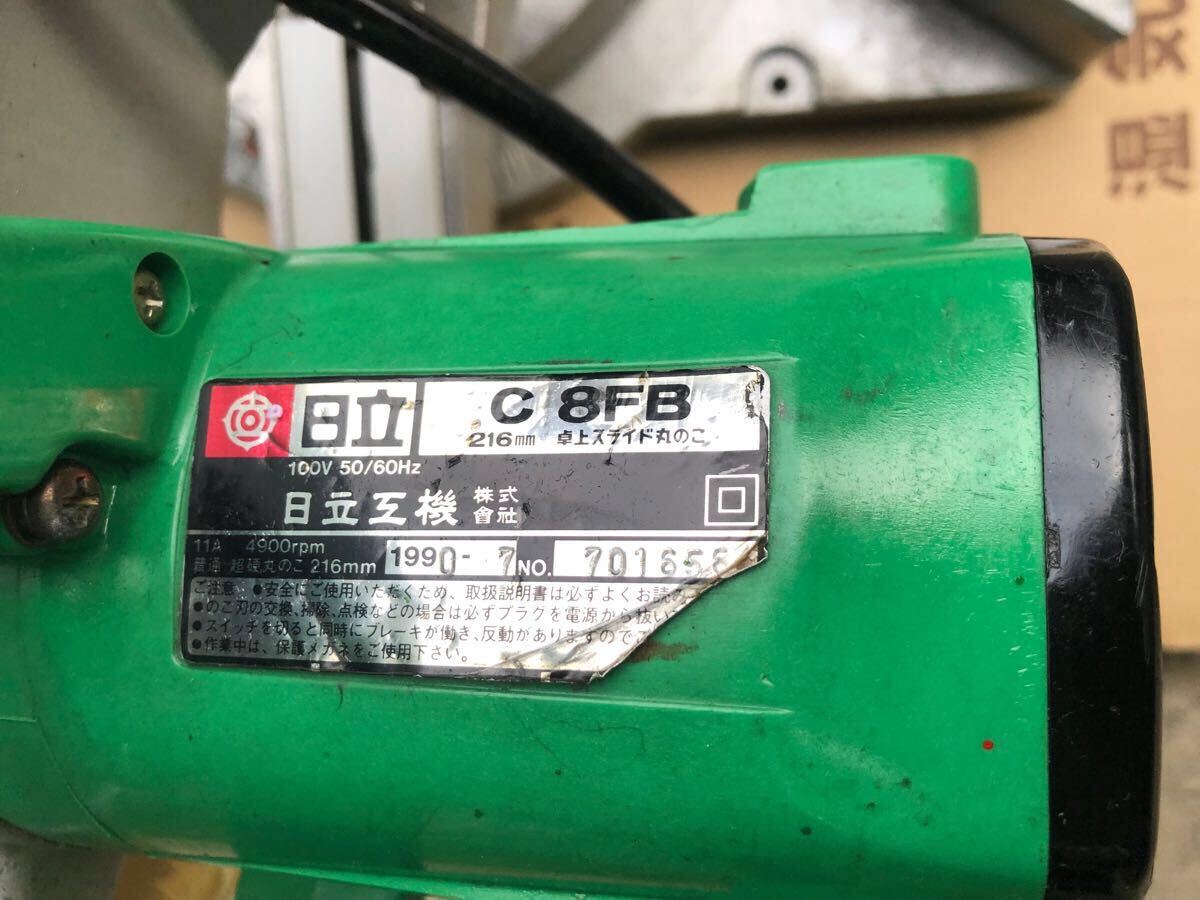 日立
C 8FB
216mm 卓上スライド丸のこ
100V 50/60Hz
日立工機 株式會社
11A 4900rpm
普通 超硬丸のこ 216mm
1990-7 NO. 701656
ご注意 ●安全にご使用いただくため、取扱説明書は必ずよくお読み
●のこ刃の交換、掃除、点検などの場合は必ずプラグを電源から抜い
●スイッチを切ると同時にブレーキが働き、反動がありますのでご
●作業中は、保護メガネをご使用下さい。